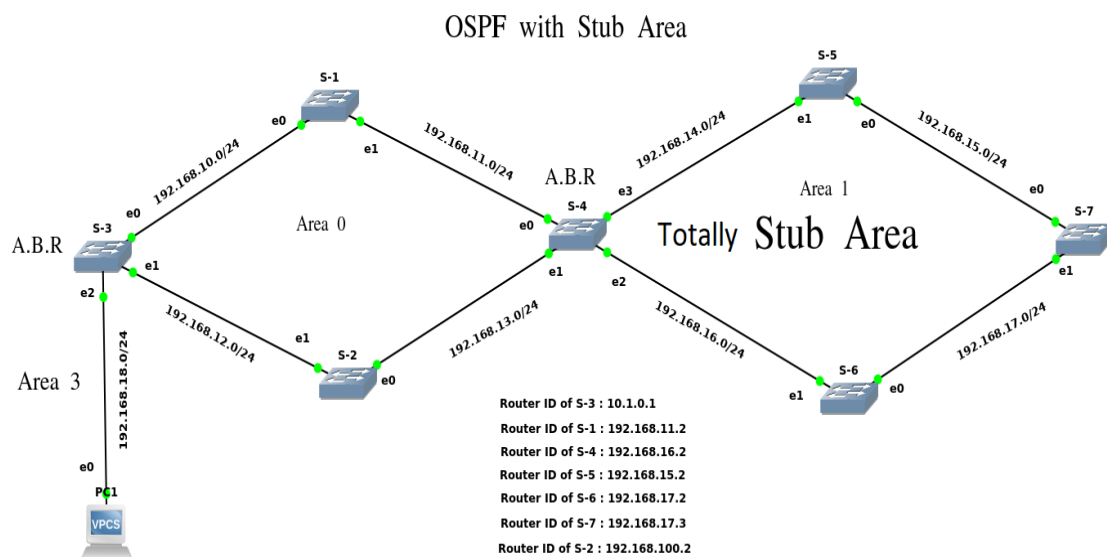 OSPF with Stub Area
S-1
e0
e1
192.168.10.0/24
192.168.11.0/24
S-5
e1
e0
192.168.14.0/24
192.168.15.0/24
A.B.R
Area 1
e3
e0
S-7
e1
A.B.R
S-3
e0
e1
e2
Area 0
S-4
e0
e1
e2
Totally Stub Area
192.168.12.0/24
192.168.13.0/24
192.168.16.0/24
192.168.17.0/24
192.168.18.0/24
Area 3
e1
S-2
e0
S-6
e1
e0
e0
PC1
VPCS
Router ID of S-3 : 10.1.0.1
Router ID of S-1 : 192.168.11.2
Router ID of S-4 : 192.168.16.2
Router ID of S-5 : 192.168.15.2
Router ID of S-6 : 192.168.17.2
Router ID of S-7 : 192.168.17.3
Router ID of S-2 : 192.168.100.2